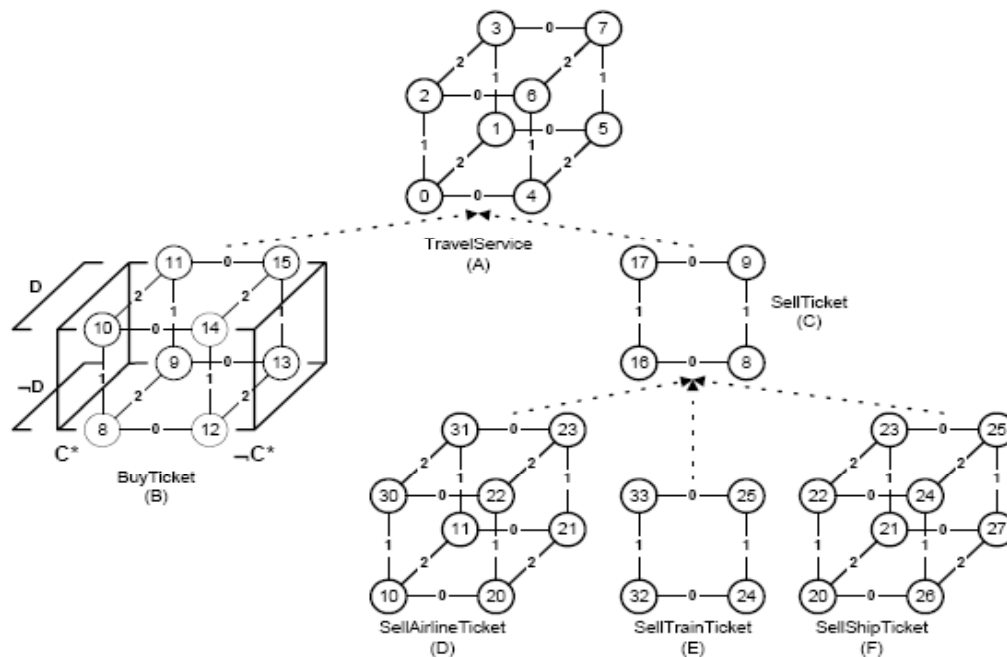 3 0 7
2 1 2 1
2 0 6
1 1 0 5
2 1 2
0 0 4
TravelService
(A)
11 0 15
D 2 1 2 1
10 0 14
9 0 13
¬D 1 2 1 2
8 0 12
C* ¬C*
BuyTicket
(B)
17 0 9
1 1
16 0 8
SellTicket
(C)
31 0 23
2 1 2 1
30 0 22
1 11 0 21
2 1 2
10 0 20
SellAirlineTicket
(D)
33 0 25
1 1
32 0 24
SellTrainTicket
(E)
23 0 25
2 1 2 1
22 0 24
1 21 0 27
2 1 2
20 0 26
SellShipTicket
(F)